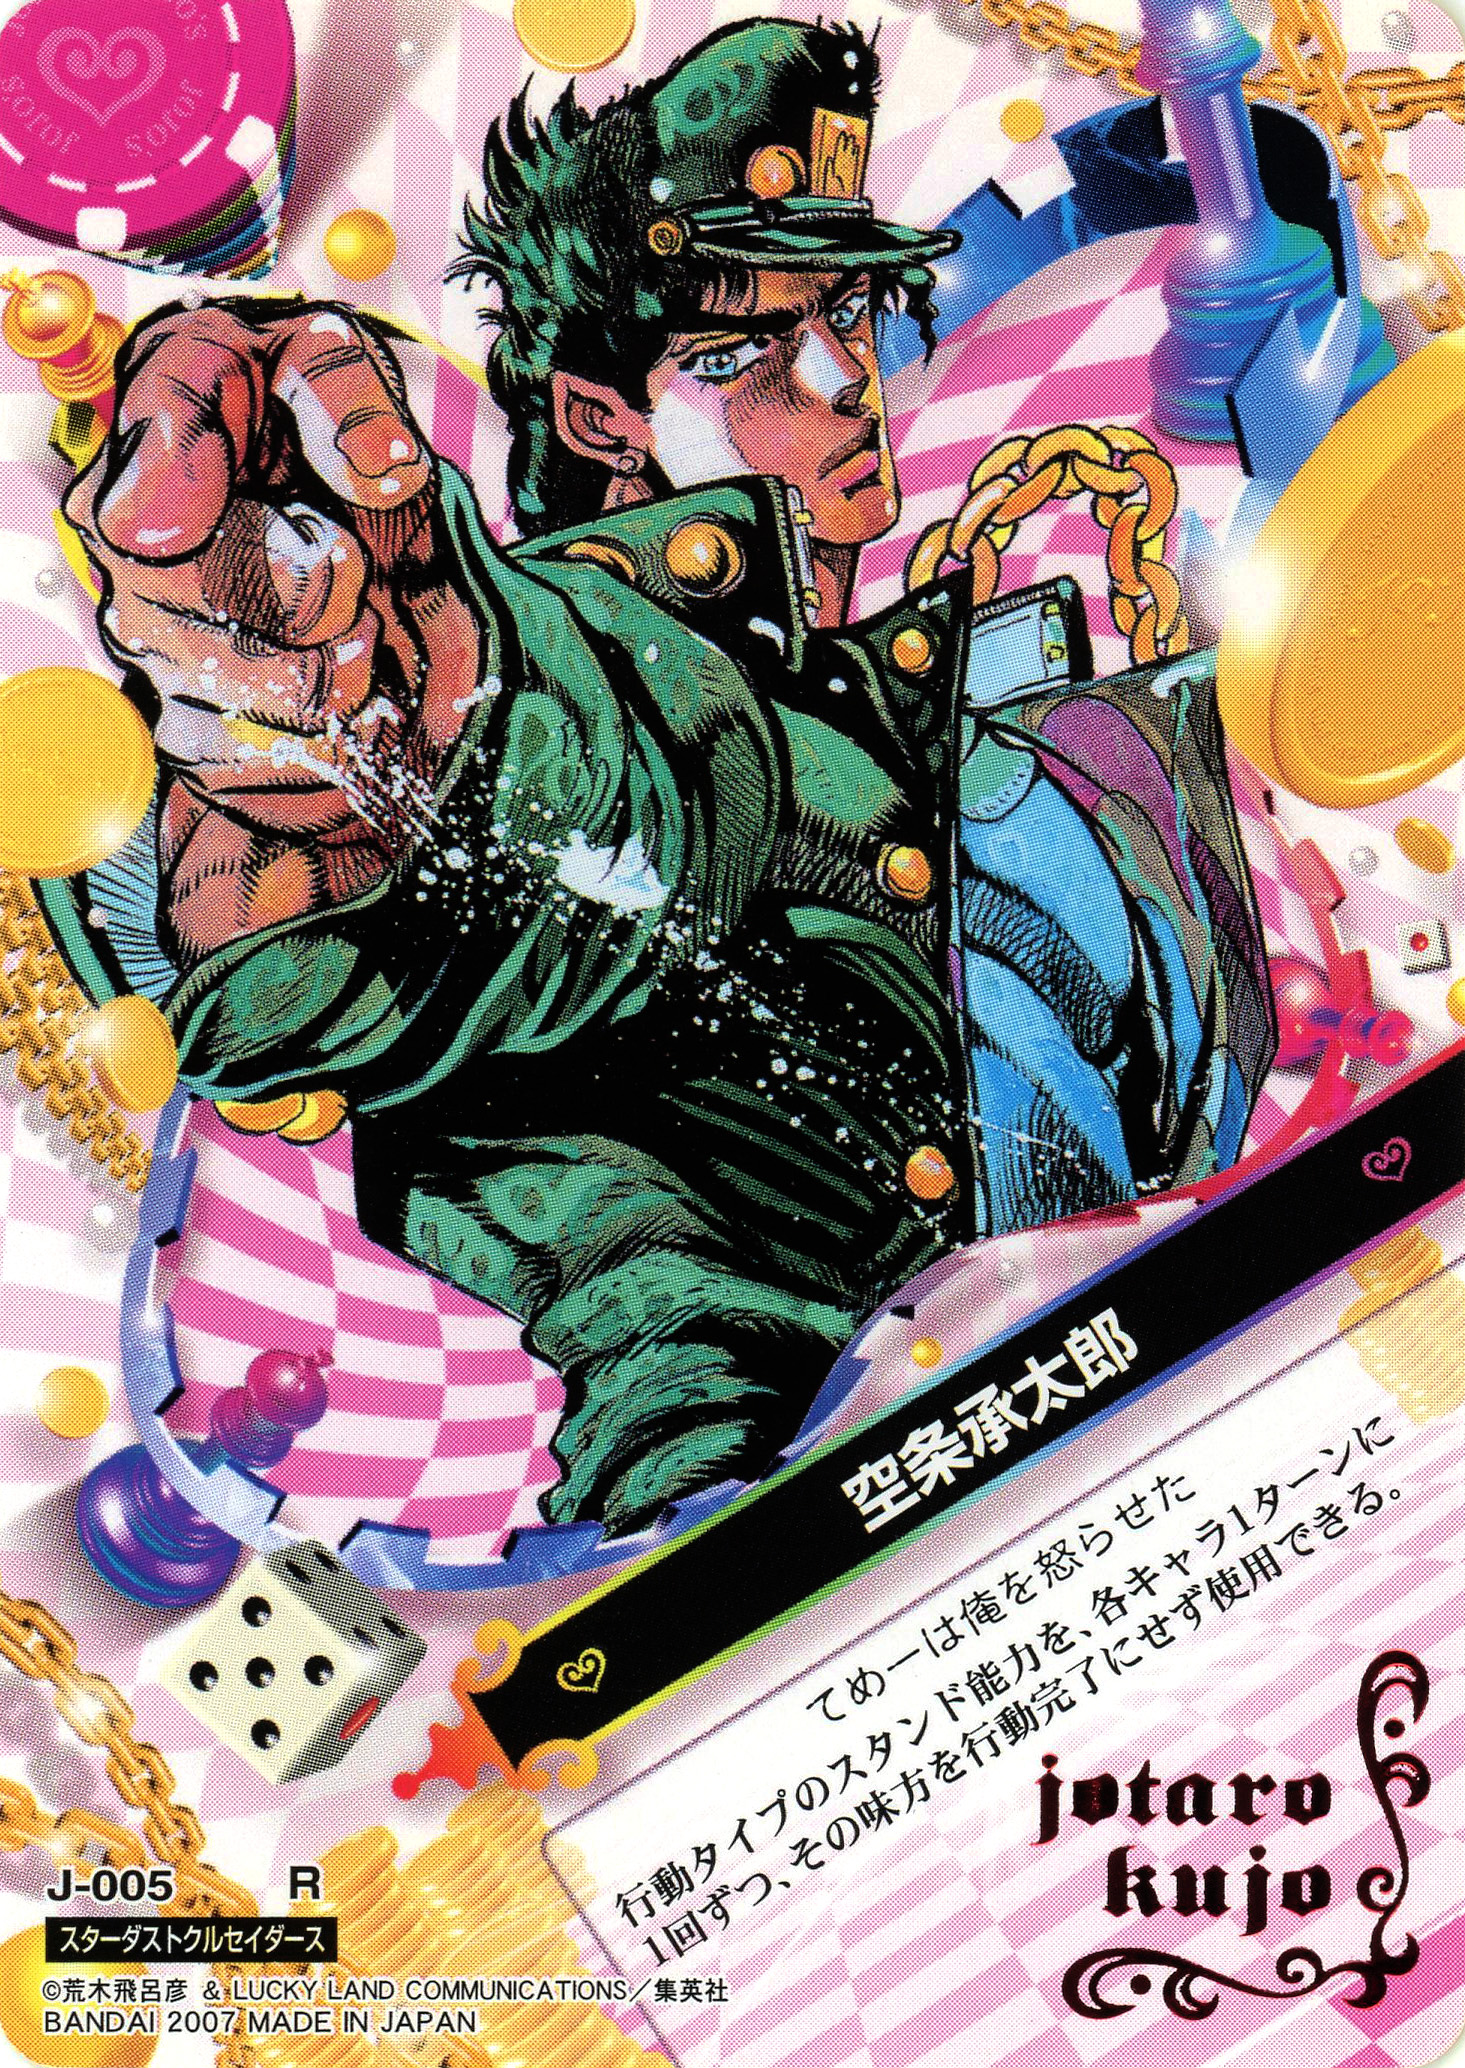 JoJo's
JoJo's
JoJo's
空条承太郎
てめーは俺を怒らせた
行動タイプのスタンド能力を、各キャラ1ターンに
1回ずつ、その味方を行動完了にせず使用できる。
jotaro
kujo
J-005 R
スターダストクルセイダース
©荒木飛呂彦 & LUCKY LAND COMMUNICATIONS／集英社
BANDAI 2007 MADE IN JAPAN